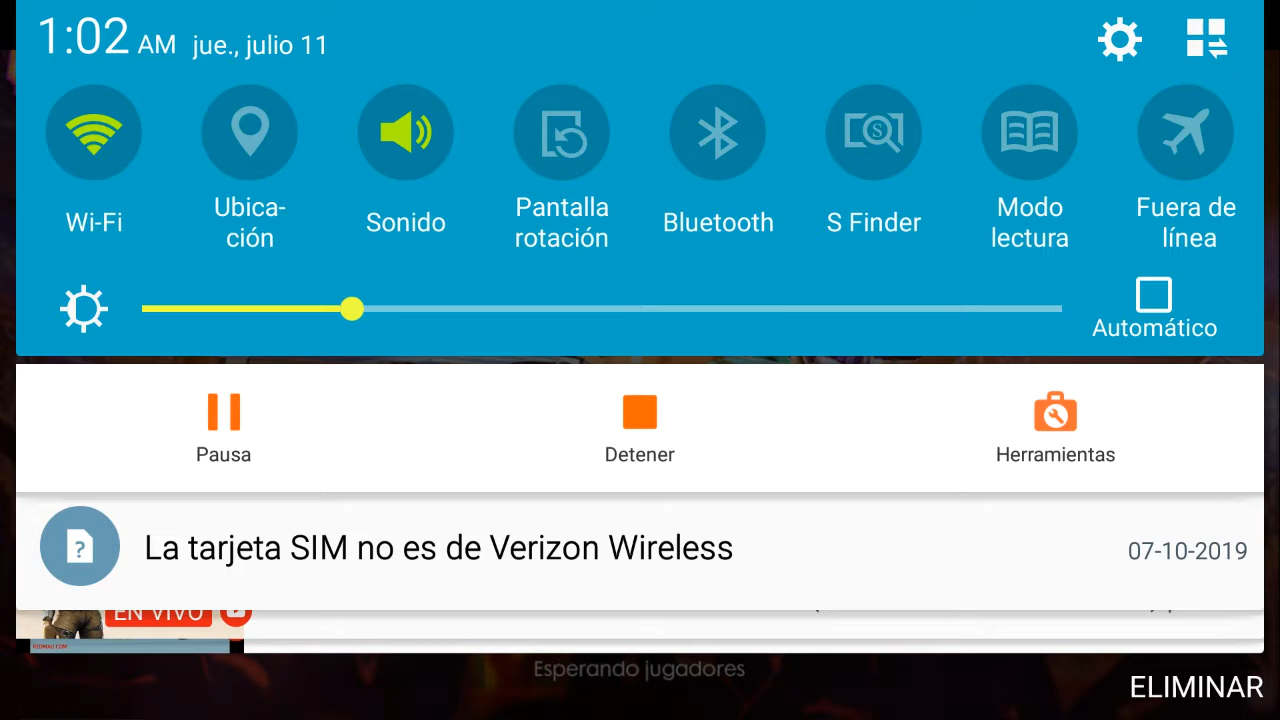 1:02 AM jue., julio 11
Wi-Fi
Ubica-
ción
Sonido
Pantalla
rotación
Bluetooth
S Finder
Modo
lectura
Fuera de
línea
Automático
Pausa
Detener
Herramientas
La tarjeta SIM no es de Verizon Wireless
07-10-2019
EN VIVO
Esperando jugadores
ELIMINAR